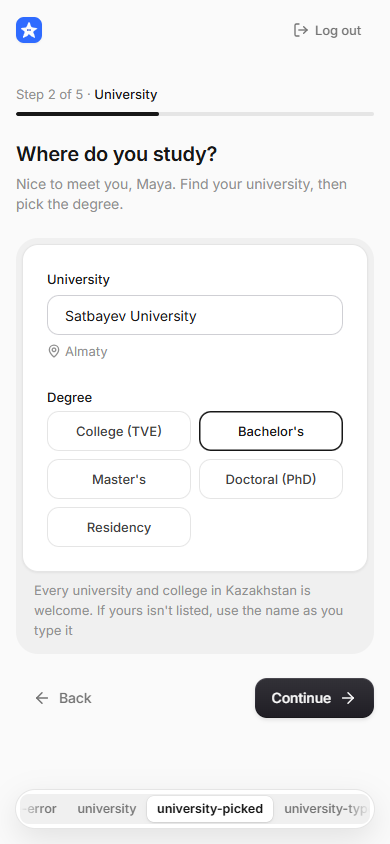 Log out
Step 2 of 5 · University
Where do you study?
Nice to meet you, Maya. Find your university, then
pick the degree.
University
Satbayev University
Almaty
Degree
College (TVE)
Bachelor's
Master's
Doctoral (PhD)
Residency
Every university and college in Kazakhstan is
welcome. If yours isn't listed, use the name as you
type it
Back
Continue
-error
university
university-picked
university-typ